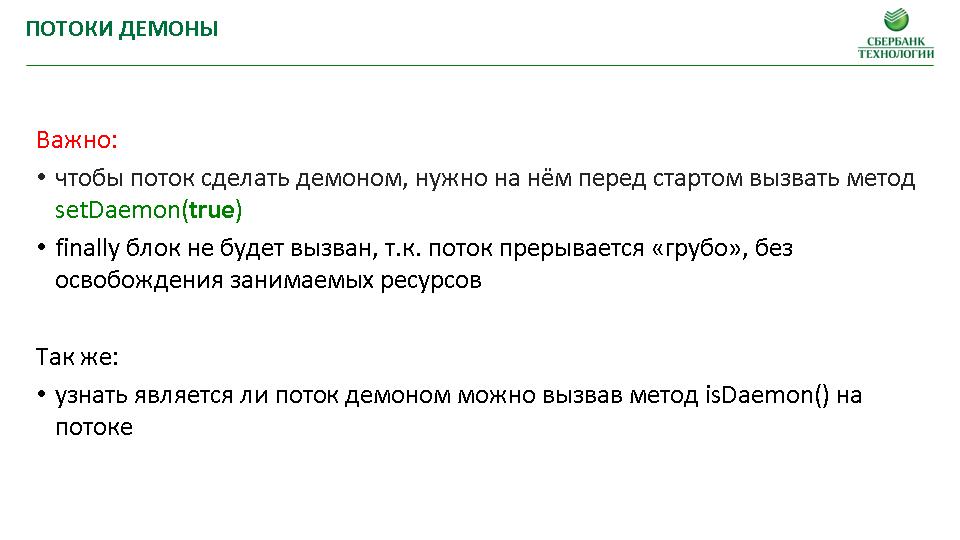 ПОТОКИ ДЕМОНЫ
СБЕРБАНК
ТЕХНОЛОГИИ
Важно:
• чтобы поток сделать демоном, нужно на нём перед стартом вызвать метод
setDaemon(true)
• finally блок не будет вызван, т.к. поток прерывается «грубо», без
освобождения занимаемых ресурсов
Так же:
• узнать является ли поток демоном можно вызвав метод isDaemon() на
потоке